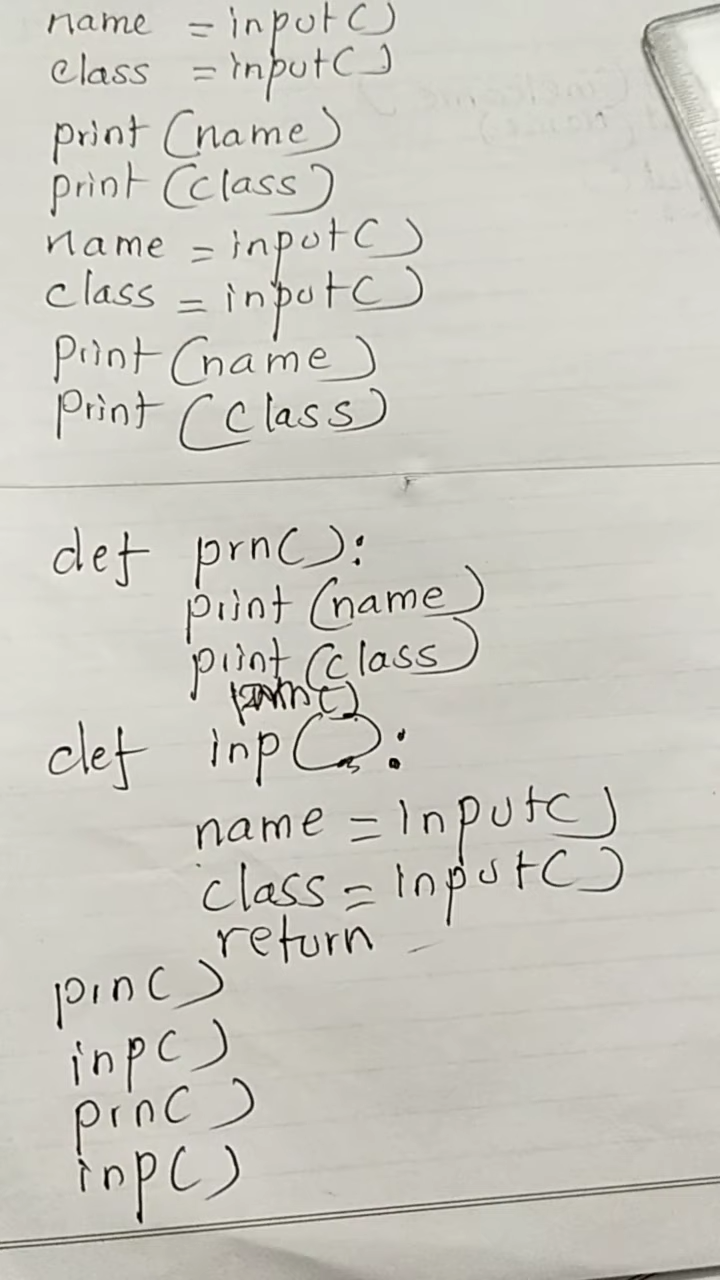 name = input()
class = input()
print (name)
print (class)
name = input()
class = input()
print (name)
print (class)
def prn():
print (name)
print (class)
def inp():
name = input()
class = input()
return
prn()
inp()
prn()
inp()